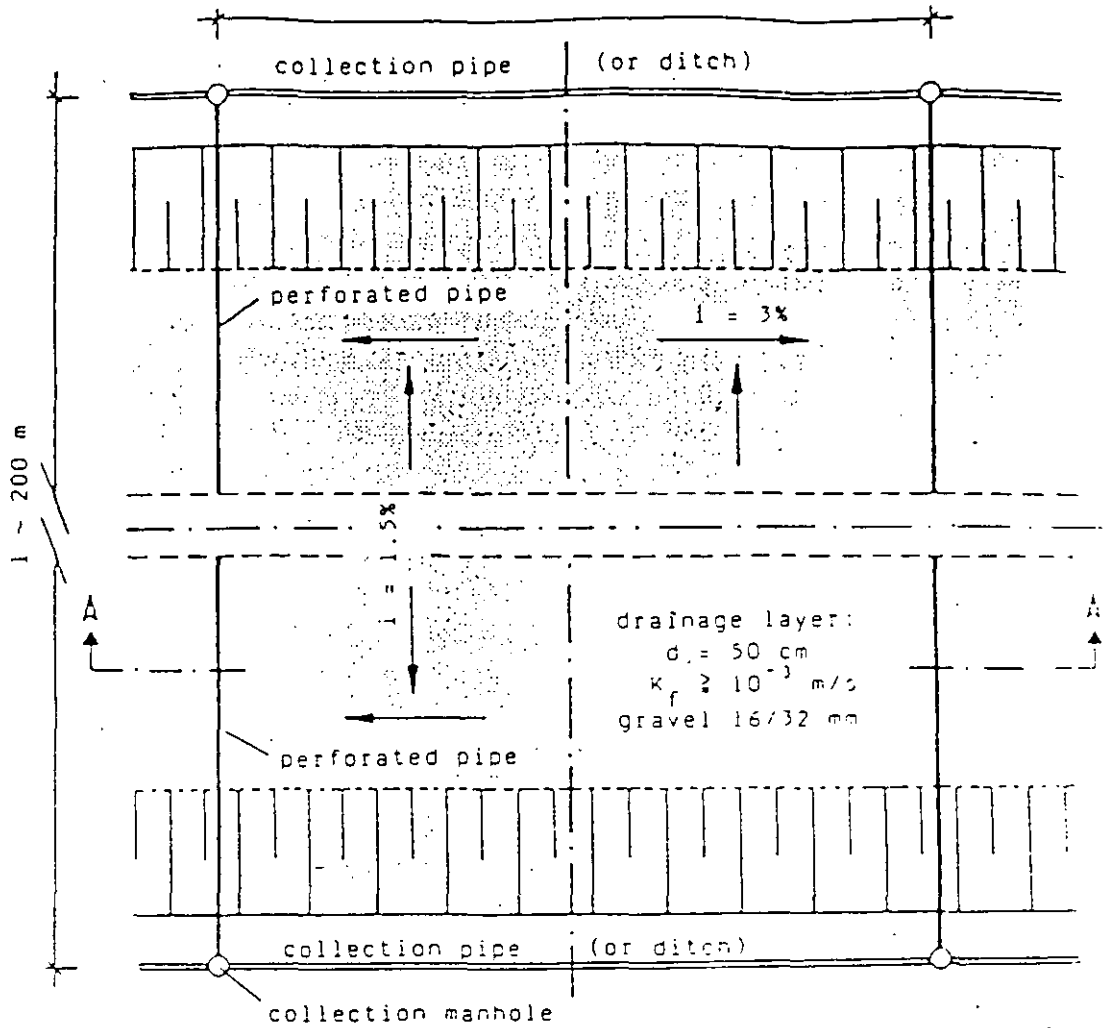 collection pipe (or ditch)
perforated pipe
i = 3%
l ~ 200 m
i = 1.5%
A
A
drainage layer:
d = 50 cm
K_f ≧ 10⁻³ m/s
gravel 16/32 mm
perforated pipe
collection pipe (or ditch)
collection manhole